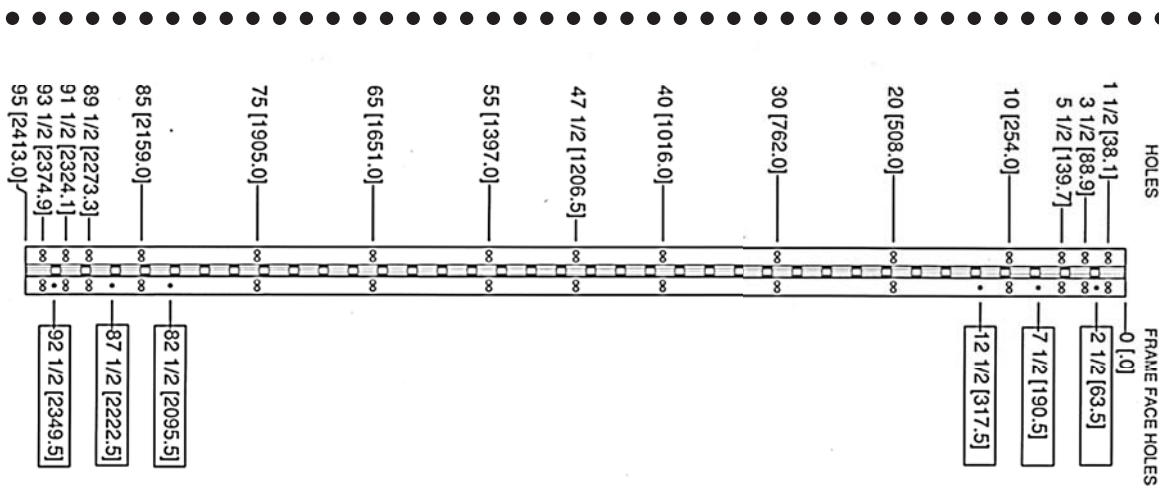 HOLES
1 1/2 [38.1]
3 1/2 [88.9]
5 1/2 [139.7]
10 [254.0]
20 [508.0]
30 [762.0]
40 [1016.0]
47 1/2 [1206.5]
55 [1397.0]
65 [1651.0]
75 [1905.0]
85 [2159.0]
89 1/2 [2273.3]
91 1/2 [2324.1]
93 1/2 [2374.9]
95 [2413.0]
FRAME FACE HOLES
0 [.0]
2 1/2 [63.5]
7 1/2 [190.5]
12 1/2 [317.5]
82 1/2 [2095.5]
87 1/2 [2222.5]
92 1/2 [2349.5]